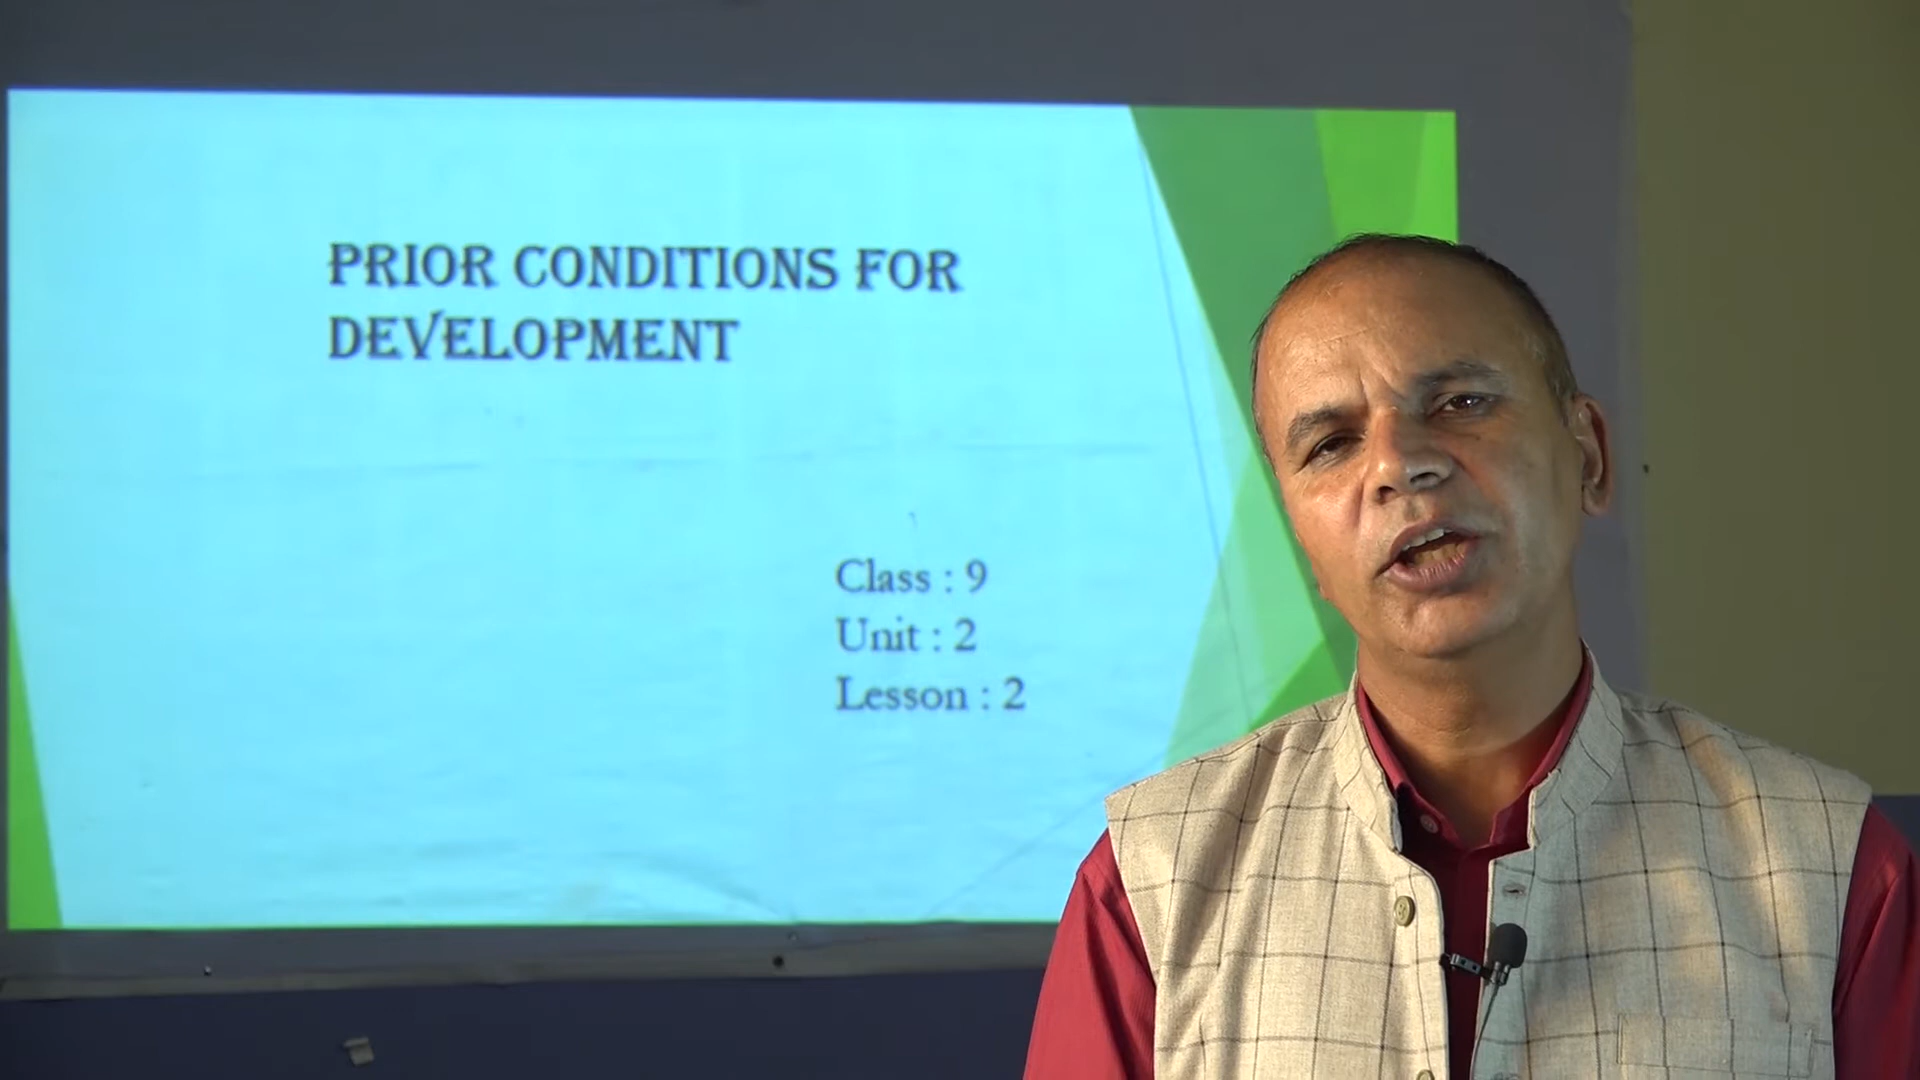 PRIOR CONDITIONS FOR
DEVELOPMENT
Class : 9
Unit : 2
Lesson : 2